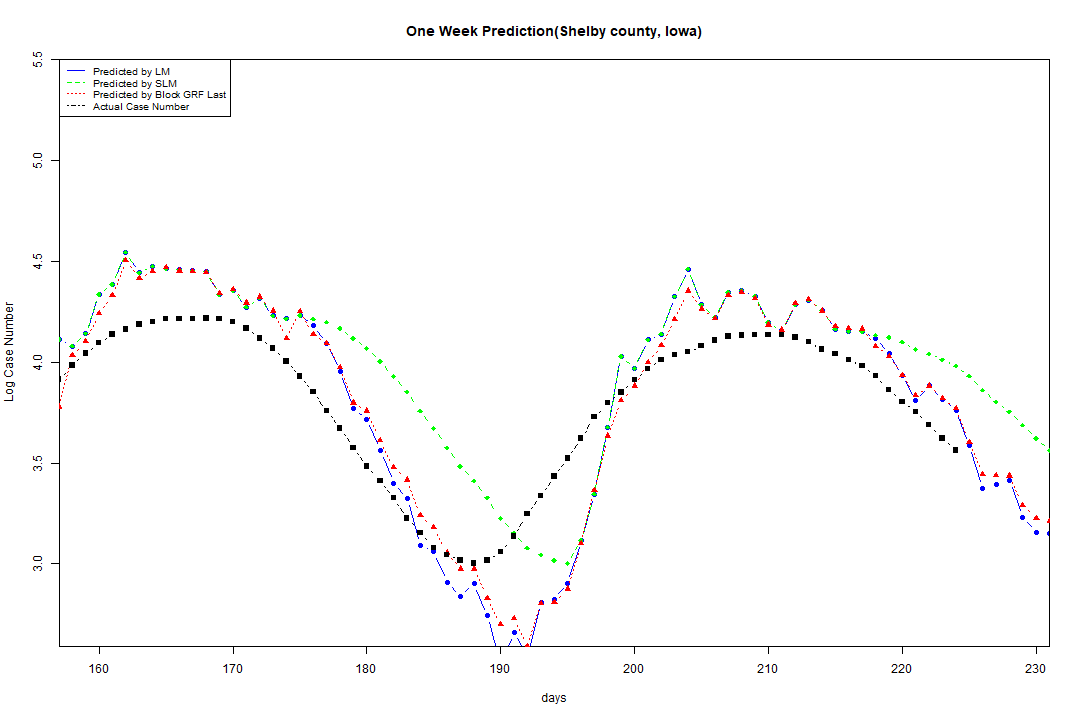 One Week Prediction(Shelby county, Iowa)
Predicted by LM
Predicted by SLM
Predicted by Block GRF Last
Actual Case Number
5.5
5.0
4.5
4.0
3.5
3.0
Log Case Number
160 170 180 190 200 210 220 230
days